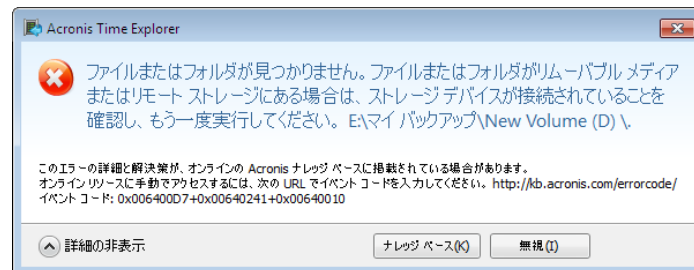 Acronis Time Explorer
ファイルまたはフォルダが見つかりません。ファイルまたはフォルダがリムーバブル メディア
またはリモート ストレージにある場合は、ストレージ デバイスが接続されていることを
確認し、もう一度実行してください。 E:\マイ バックアップ\New Volume (D) \.
このエラーの詳細と解決策が、オンラインの Acronis ナレッジ ベースに掲載されている場合があります。
オンライン リソースに手動でアクセスするには、次の URL でイベント コードを入力してください。 http://kb.acronis.com/errorcode/
イベント コード: 0x006400D7+0x00640241+0x00640010
詳細の非表示
ナレッジ ベース(K)
無視(I)